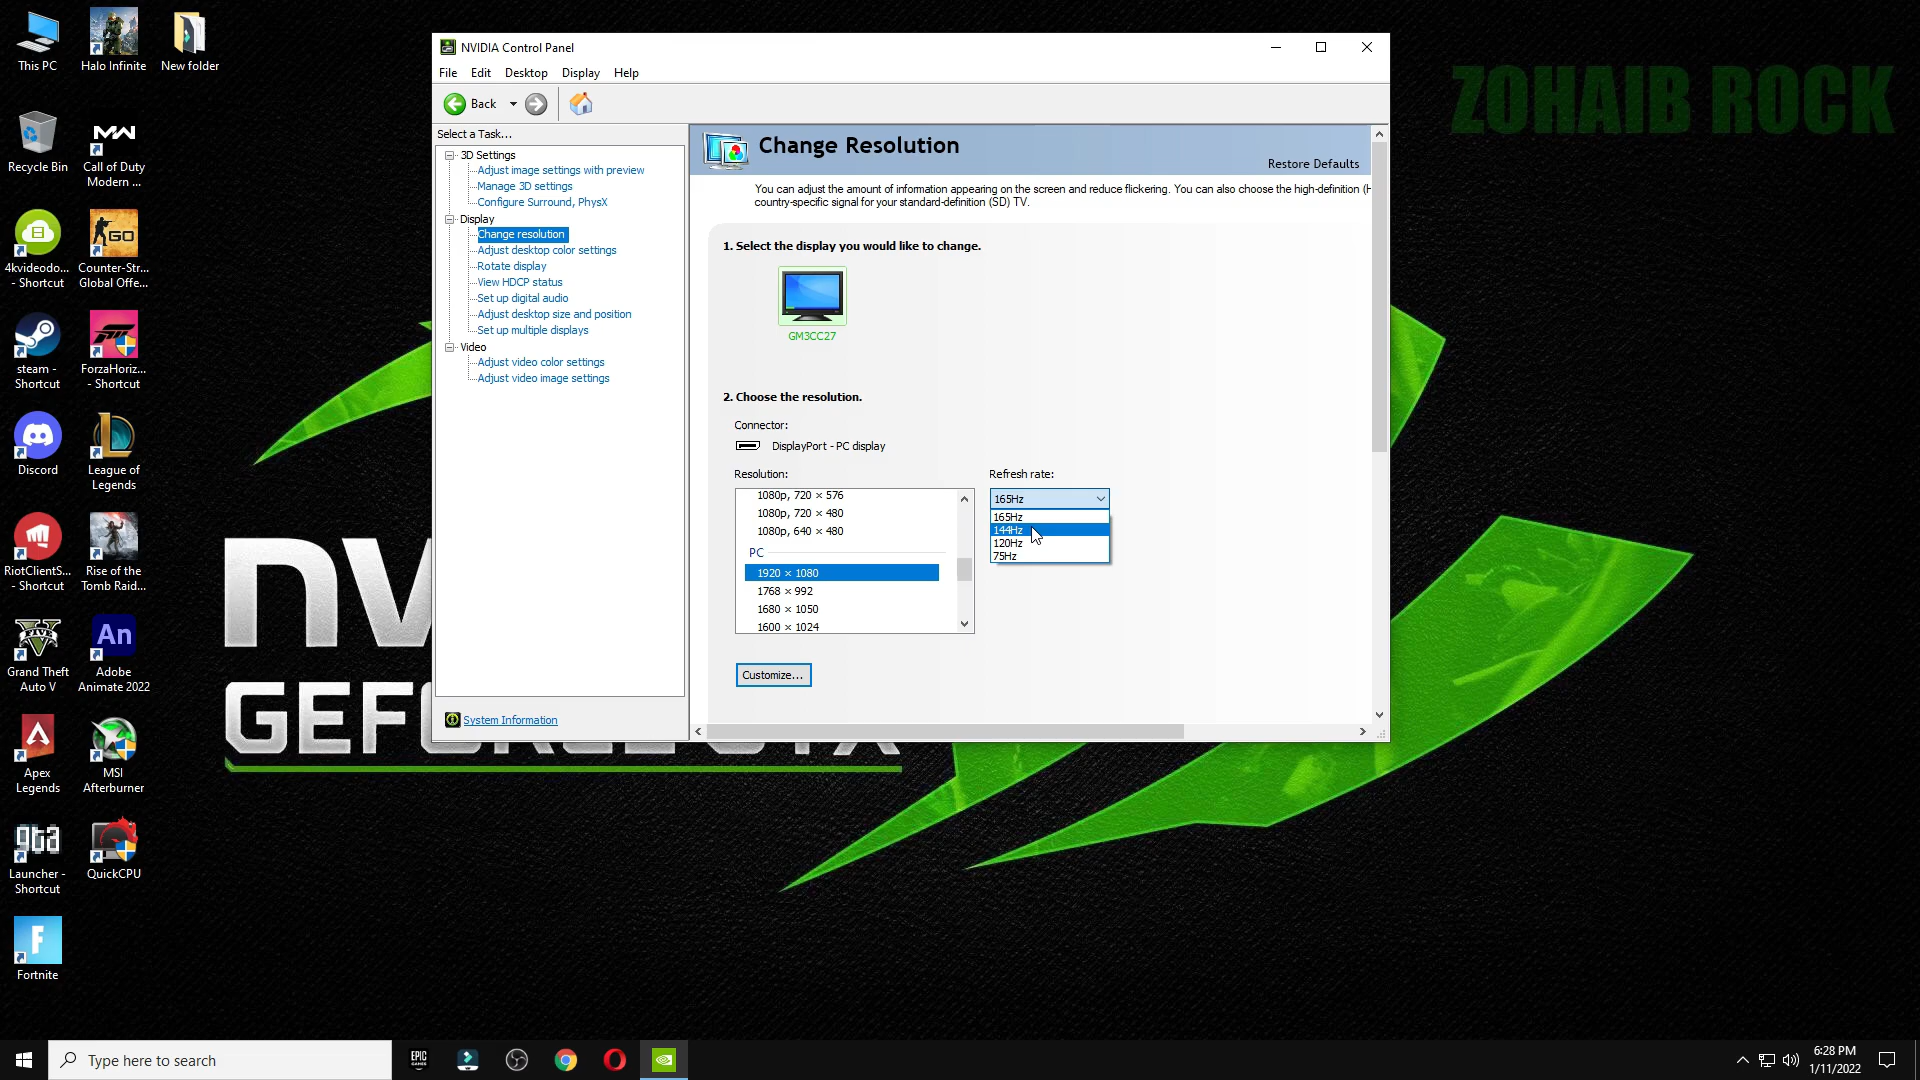 This PC
Halo Infinite
New folder
Recycle Bin
Call of Duty
Modern ...
4kvideodo...
- Shortcut
Counter-Str...
Global Offe...
steam -
Shortcut
ForzaHoriz...
- Shortcut
Discord
League of
Legends
RiotClientS...
- Shortcut
Rise of the
Tomb Raid...
Grand Theft
Auto V
An
Adobe
Animate 2022
Apex
Legends
MSI
Afterburner
gta
Launcher -
Shortcut
QuickCPU
Fortnite
ZOHAIB ROCK
NVIDIA Control Panel
File Edit Desktop Display Help
Back
Select a Task...
3D Settings
Adjust image settings with preview
Manage 3D settings
Configure Surround, PhysX
Display
Change resolution
Adjust desktop color settings
Rotate display
View HDCP status
Set up digital audio
Adjust desktop size and position
Set up multiple displays
Video
Adjust video color settings
Adjust video image settings
System Information
Change Resolution
Restore Defaults
You can adjust the amount of information appearing on the screen and reduce flickering. You can also choose the high-definition (H
country-specific signal for your standard-definition (SD) TV.
1. Select the display you would like to change.
GM3CC27
2. Choose the resolution.
Connector:
DisplayPort - PC display
Resolution:
1080p, 720 × 576
1080p, 720 × 480
1080p, 640 × 480
PC
1920 × 1080
1768 × 992
1680 × 1050
1600 × 1024
Refresh rate:
165Hz
165Hz
144Hz
120Hz
75Hz
Customize...
Type here to search
EPIC
GAMES
6:28 PM
1/11/2022